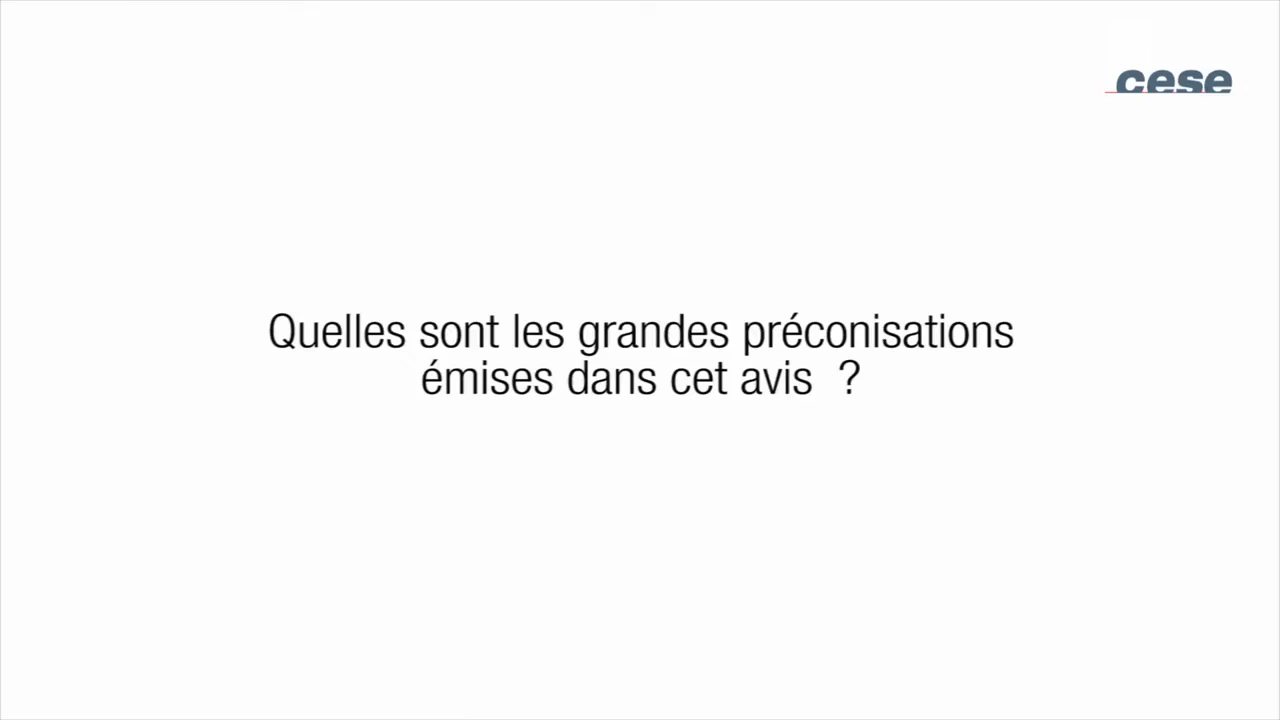 cese
Quelles sont les grandes préconisations
émises dans cet avis  ?